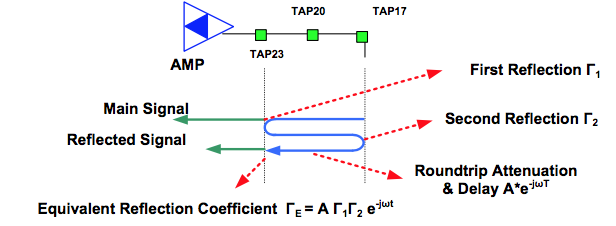 TAP20
TAP17
TAP23
AMP
First Reflection Γ1
Main Signal
Second Reflection Γ2
Reflected Signal
Roundtrip Attenuation
& Delay A*e-jωT
Equivalent Reflection Coefficient ΓE = A Γ1Γ2 e-jωt